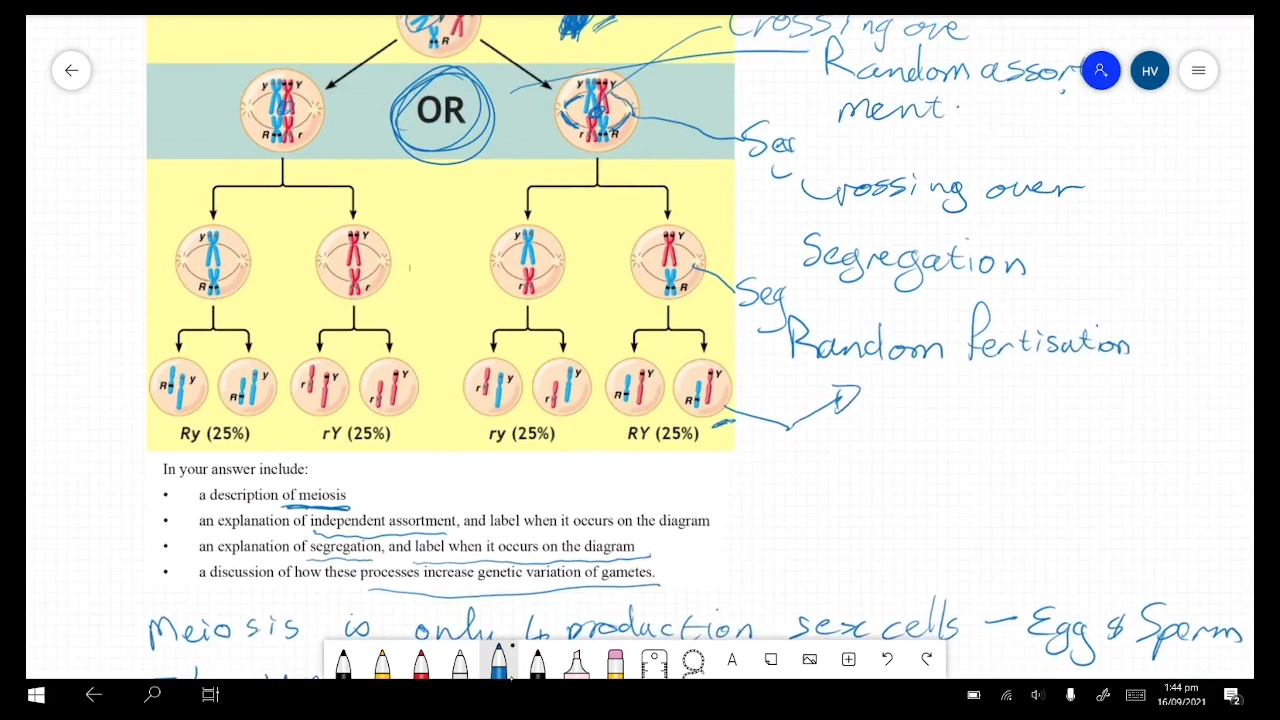 R
Crossing ove
Random assort
ment.
HV
Y
R r
OR
Y
r R
Seg
Crossing over
Segregation
y
R
Y
r
y
r
Y
R
Seg
Random fertisation
R y
R y
r Y
r Y
r y
r y
R Y
R Y
Ry (25%)
rY (25%)
ry (25%)
RY (25%)
In your answer include:
• a description of meiosis
• an explanation of independent assortment, and label when it occurs on the diagram
• an explanation of segregation, and label when it occurs on the diagram
• a discussion of how these processes increase genetic variation of gametes.
Meiosis is only 4 production sex cells – Egg & Sperm
A
1:44 pm
16/09/2021
2